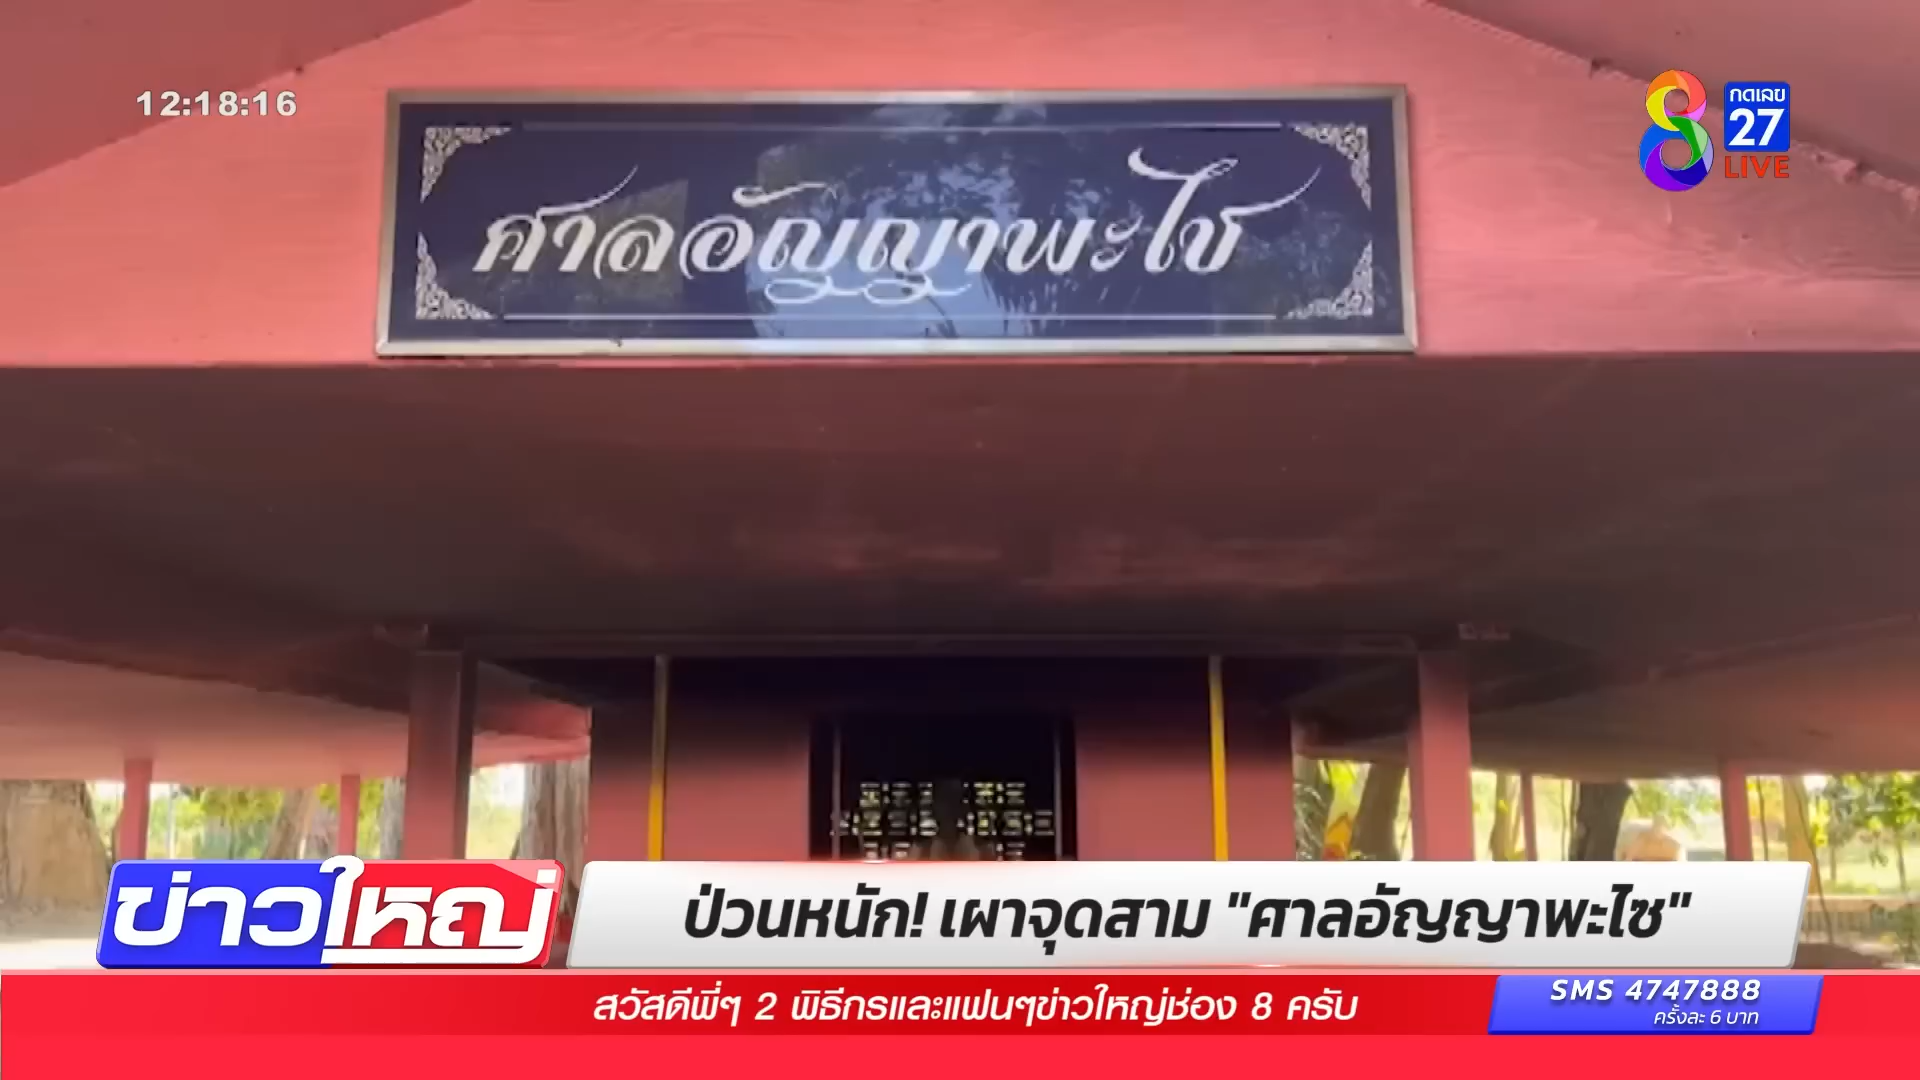 12:18:16
กดเลข
27
LIVE
ศาลอัญญาพะไซ
ข่าวใหญ่
ป่วนหนัก! เผาจุดสาม "ศาลอัญญาพะไซ"
สวัสดีพี่ๆ 2 พิธีกรและแฟนๆข่าวใหญ่ช่อง 8 ครับ
SMS 4747888
ครั้งละ 6 บาท